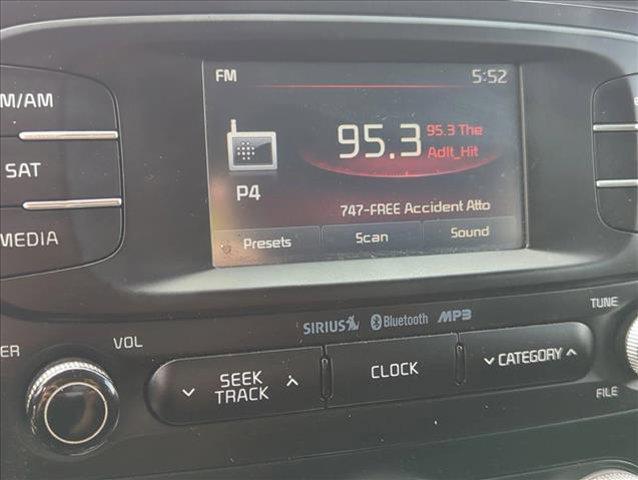 FM
5:52
M/AM
95.3
95.3 The
Adlt_Hit
SAT
P4
747-FREE Accident Atto
MEDIA
Presets
Scan
Sound
SIRIUS
Bluetooth
MP3
TUNE
ER
VOL
SEEK
TRACK
CLOCK
CATEGORY
FILE